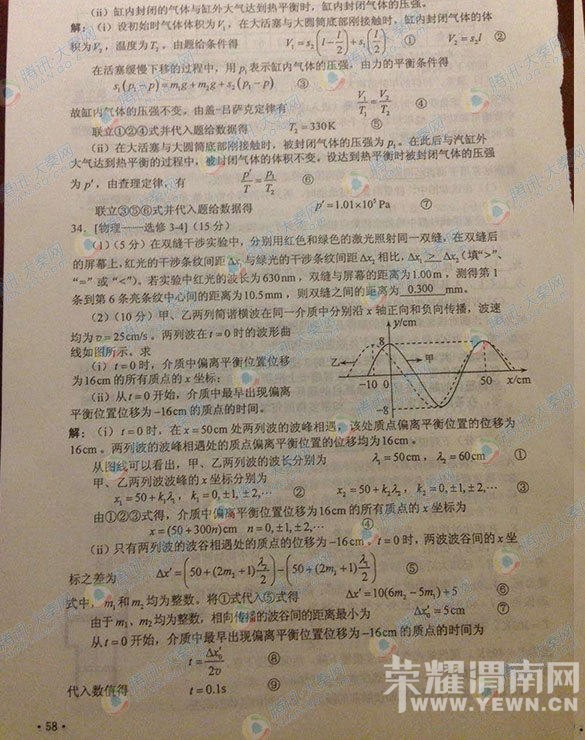 (ii) 缸内封闭的气体与缸外大气达到热平衡时，缸内封闭气体的压强。
解：(i) 设初始时气体体积为V₁，在大活塞与大圆筒底部刚接触时，缸内封闭气体的体
积为V₂，温度为T₂。由题给条件得 V₁=s₂(l-l/2)+s₁(l/2) ① V₂=s₂l ②
在活塞缓慢下移的过程中，用p₁表示缸内气体的压强，由力的平衡条件得
s₁(p₁-p)=m₁g+m₂g+s₂(p₁-p) ③
故缸内气体的压强不变。由盖-吕萨克定律有 V₁/T₁=V₂/T₂ ④
联立①②④式并代入题给数据得 T₂=330K ⑤
(ii) 在大活塞与大圆筒底部刚接触时，被封闭气体的压强为p₁。在此后与汽缸外
大气达到热平衡的过程中，被封闭气体的体积不变。设达到热平衡时被封闭气体的压强
为p′，由查理定律，有 p′/T=p₁/T₂ ⑥
联立③⑤⑥式并代入题给数据得 p′=1.01×10⁵Pa ⑦
34. [物理——选修 3-4] (15 分)
(1) (5 分) 在双缝干涉实验中，分别用红色和绿色的激光照射同一双缝，在双缝后
的屏幕上，红光的干涉条纹间距Δx₁与绿光的干涉条纹间距Δx₂相比，Δx₁ > Δx₂ (填“>”、
“=”或“<”)。若实验中红光的波长为630nm，双缝与屏幕的距离为1.00m，测得第1
条到第6条亮条纹中心间的距离为10.5mm，则双缝之间的距离为 0.300 mm。
(2) (10 分) 甲、乙两列简谐横波在同一介质中分别沿x轴正向和负向传播，波速
均为v=25cm/s。两列波在t=0时的波形曲
线如图所示。求
(i) t=0时，介质中偏离平衡位置位移
为16cm的所有质点的x坐标；
(ii) 从t=0开始，介质中最早出现偏离
平衡位置位移为-16cm的质点的时间。
y/cm
8
乙
甲
-10 0 50 x/cm
-8
解：(i) t=0时，在x=50cm处两列波的波峰相遇，该处质点偏离平衡位置的位移为
16cm。两列波的波峰相遇处的质点偏离平衡位置的位移均为16cm。
从图线可以看出，甲、乙两列波的波长分别为 λ₁=50cm，λ₂=60cm ①
甲、乙两列波波峰的x坐标分别为
x₁=50+k₁λ₁，k₁=0,±1,±2,⋯ ② x₂=50+k₂λ₂，k₂=0,±1,±2,⋯ ③
由①②③式得，介质中偏离平衡位置位移为16cm的所有质点的x坐标为
x=(50+300n)cm n=0,±1,±2,⋯ ④
(ii) 只有两列波的波谷相遇处的质点的位移为-16cm。t=0时，两波波谷间的x坐
标之差为 Δx′=[50+(2m₂+1)λ₂/2]-[50+(2m₁+1)λ₁/2] ⑤
式中，m₁和m₂均为整数。将①式代入⑤式得 Δx′=10(6m₂-5m₁)+5 ⑥
由于m₁、m₂均为整数，相向传播的波谷间的距离最小为 Δx₀′=5cm ⑦
从t=0开始，介质中最早出现偏离平衡位置位移为-16cm的质点的时间为
t=Δx₀′/2v ⑧
代入数值得 t=0.1s ⑨
·58·
荣耀渭南网
WWW.YEWN.CN
腾讯·大秦网